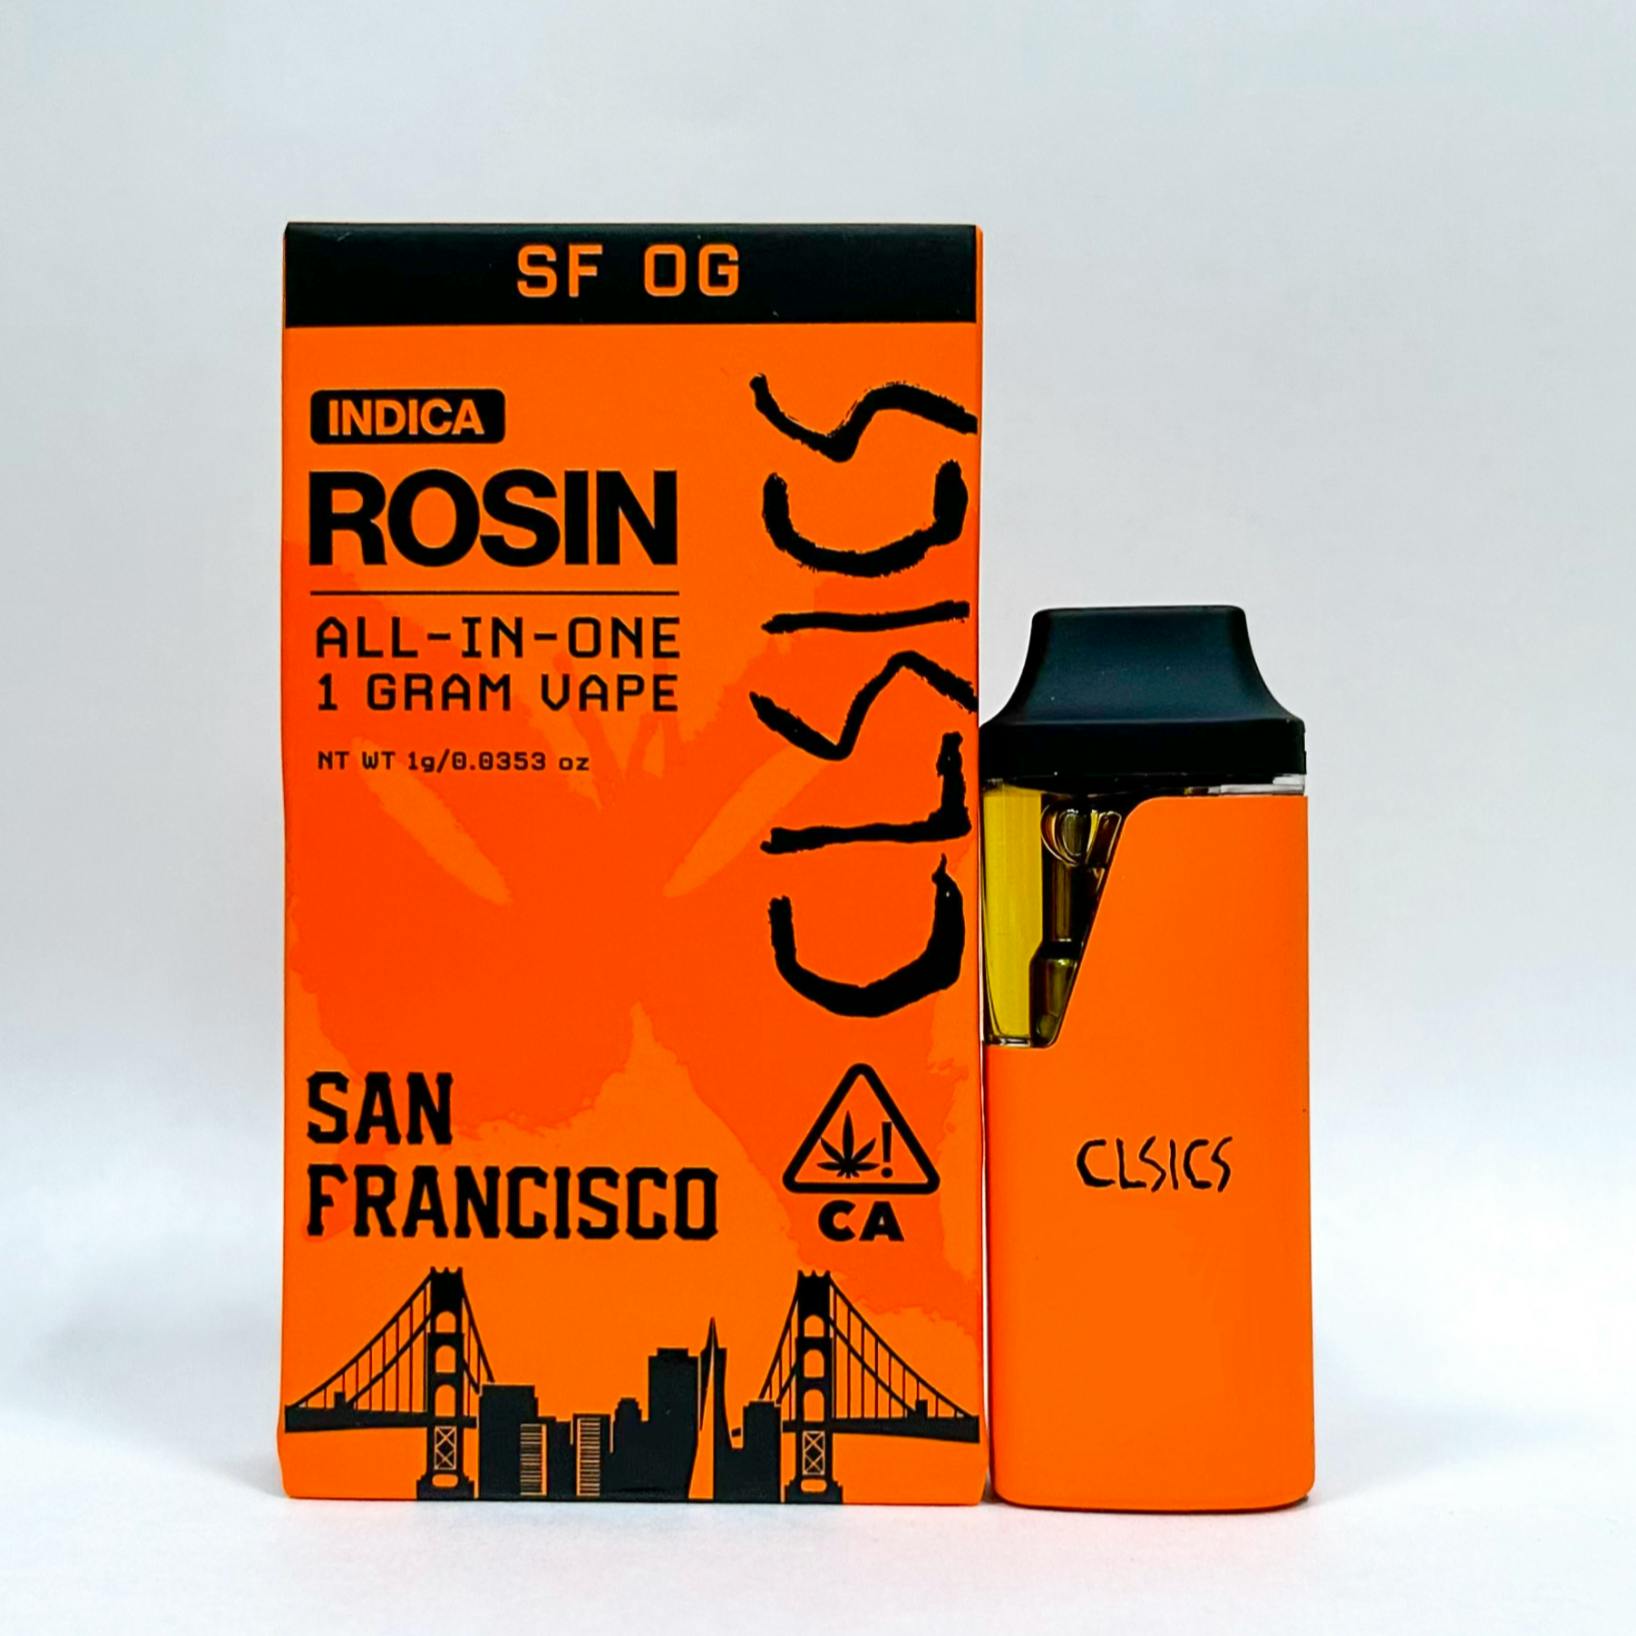 SF OG
INDICA
ROSIN
ALL-IN-ONE
1 GRAM VAPE
NT WT 1g/0.0353 oz
CLSICS
SAN
FRANCISCO
!
CA
CLSICS